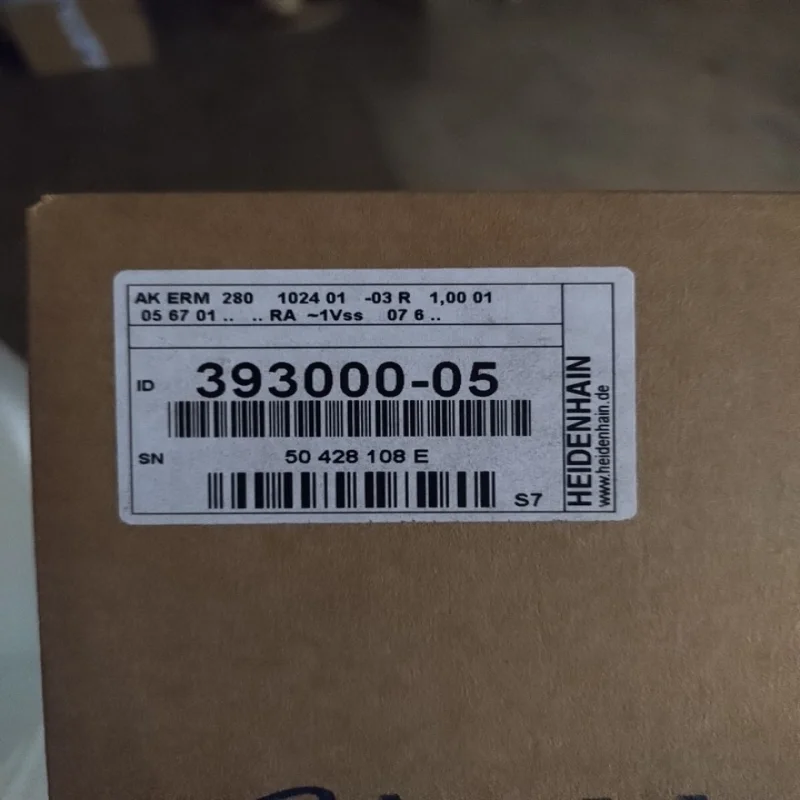 AK ERM 280 1024 01 -03 R 1,00 01
05 67 01 .. .. RA ~1Vss 07 6 ..
ID 393000-05
SN 50 428 108 E
S7
HEIDENHAIN
www.heidenhain.de